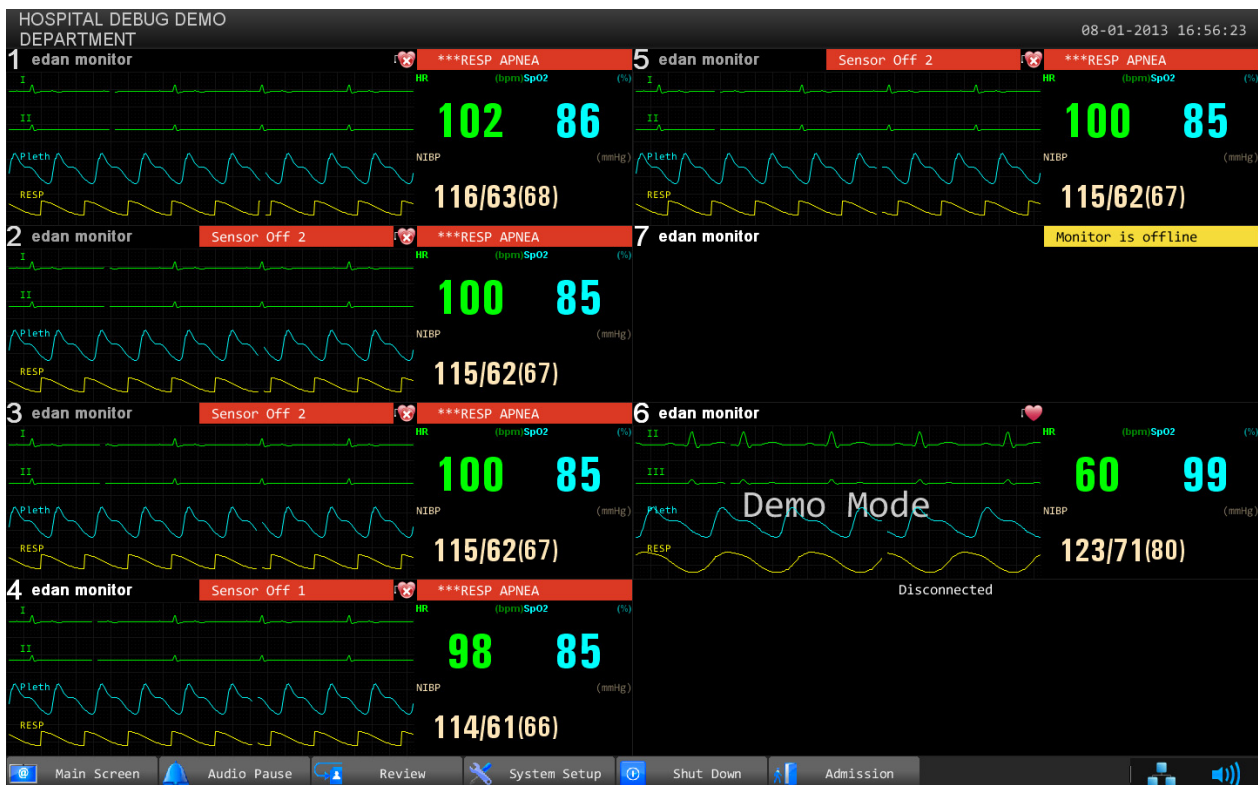 HOSPITAL DEBUG DEMO
DEPARTMENT
08-01-2013 16:56:23
1 edan monitor
***RESP APNEA
I
HR (bpm) SpO2 (%)
102 86
II
Pleth
NIBP (mmHg)
RESP
116/63(68)
2 edan monitor Sensor Off 2
***RESP APNEA
I
HR (bpm) SpO2 (%)
100 85
II
Pleth
NIBP (mmHg)
RESP
115/62(67)
3 edan monitor Sensor Off 2
***RESP APNEA
I
HR (bpm) SpO2 (%)
100 85
II
Pleth
NIBP (mmHg)
RESP
115/62(67)
4 edan monitor Sensor Off 1
***RESP APNEA
I
HR (bpm) SpO2 (%)
98 85
II
Pleth
NIBP (mmHg)
RESP
114/61(66)
5 edan monitor Sensor Off 2
***RESP APNEA
I
HR (bpm) SpO2 (%)
100 85
II
Pleth
NIBP (mmHg)
RESP
115/62(67)
7 edan monitor
Monitor is offline
6 edan monitor
II
HR (bpm) SpO2 (%)
60 99
III
Pleth
Demo Mode
NIBP (mmHg)
RESP
123/71(80)
Disconnected
Main Screen Audio Pause Review System Setup Shut Down Admission